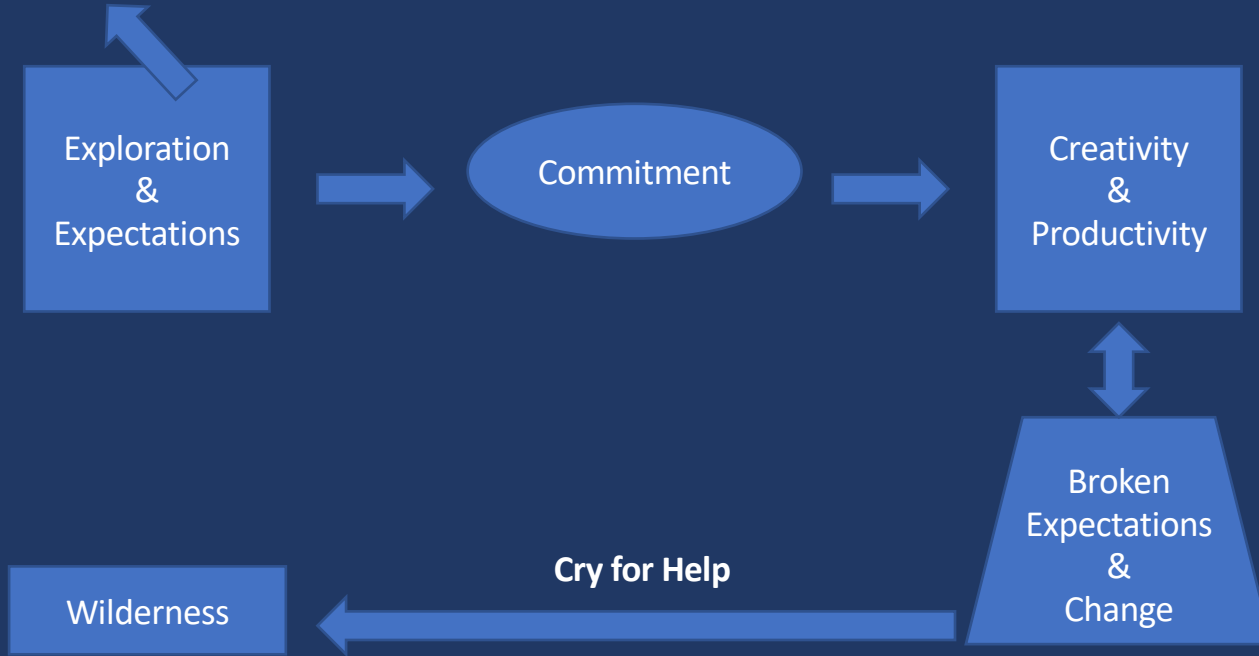 Exploration
&
Expectations
Commitment
Creativity
&
Productivity
Broken
Expectations
&
Change
Cry for Help
Wilderness